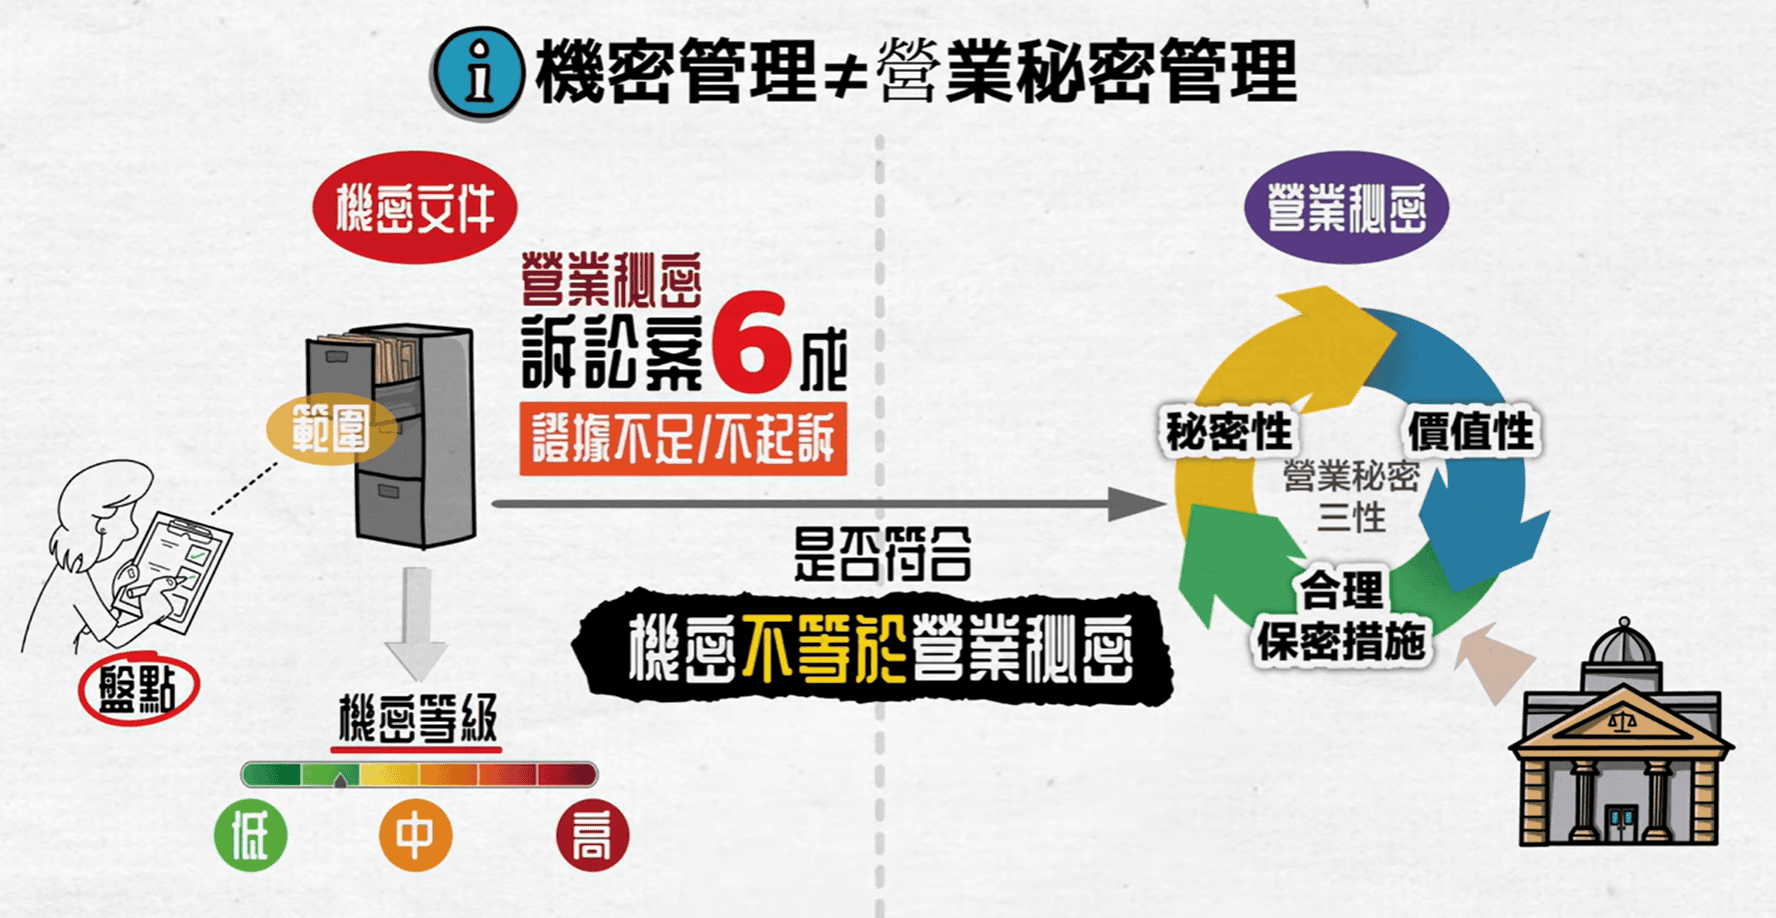 機密管理≠營業秘密管理
機密文件
營業秘密
訴訟案6成
證據不足/不起訴
範圍
盤點
機密等級
低
中
高
是否符合
機密不等於營業秘密
營業秘密
秘密性
價值性
營業秘密
三性
合理
保密措施